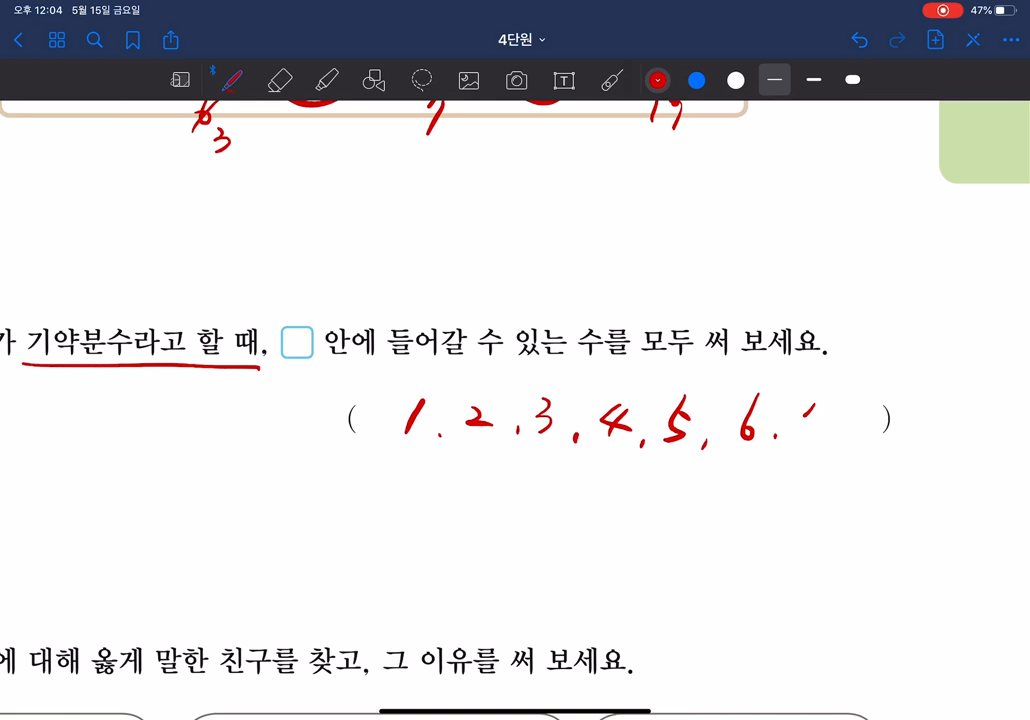 오후 12:04 5월 15일 금요일 47%
4단원
3
가 기약분수라고 할 때, □ 안에 들어갈 수 있는 수를 모두 써 보세요.
( 1, 2, 3, 4, 5, 6, )
에 대해 옳게 말한 친구를 찾고, 그 이유를 써 보세요.